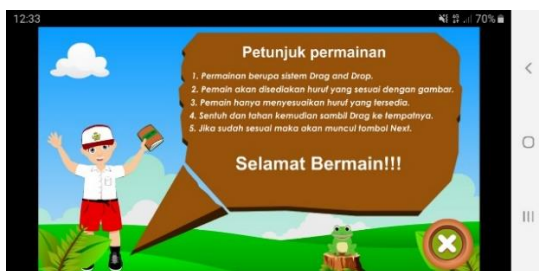 12:33
70%
Petunjuk permainan
1. Permainan berupa sistem Drag and Drop.
2. Pemain akan disediakan huruf yang sesuai dengan gambar.
3. Pemain hanya menyesuaikan huruf yang tersedia.
4. Sentuh dan tahan kemudian sambil Drag ke tempatnya.
5. Jika sudah sesuai maka akan muncul tombol Next.
Selamat Bermain!!!